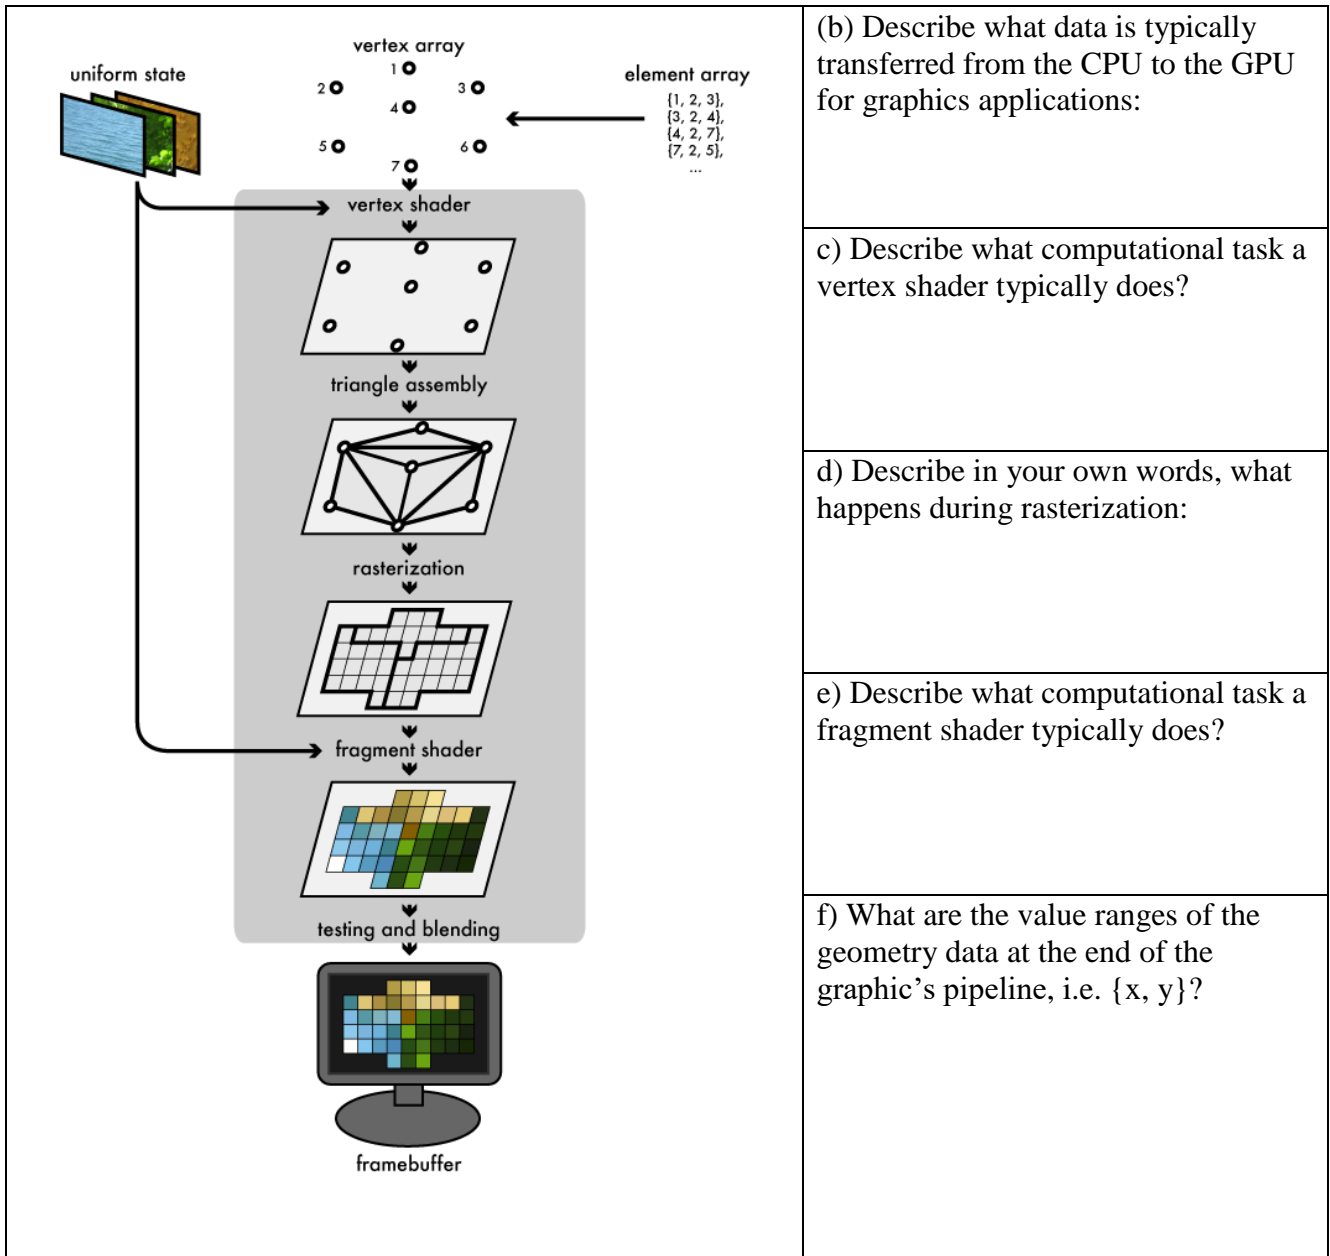 vertex array
uniform state
element array
1
2
3
4
5
6
7
{1, 2, 3},
{3, 2, 4},
{4, 2, 7},
{7, 2, 5},
...
vertex shader
triangle assembly
rasterization
fragment shader
testing and blending
framebuffer
(b) Describe what data is typically
transferred from the CPU to the GPU
for graphics applications:
c) Describe what computational task a
vertex shader typically does?
d) Describe in your own words, what
happens during rasterization:
e) Describe what computational task a
fragment shader typically does?
f) What are the value ranges of the
geometry data at the end of the
graphic’s pipeline, i.e. {x, y}?